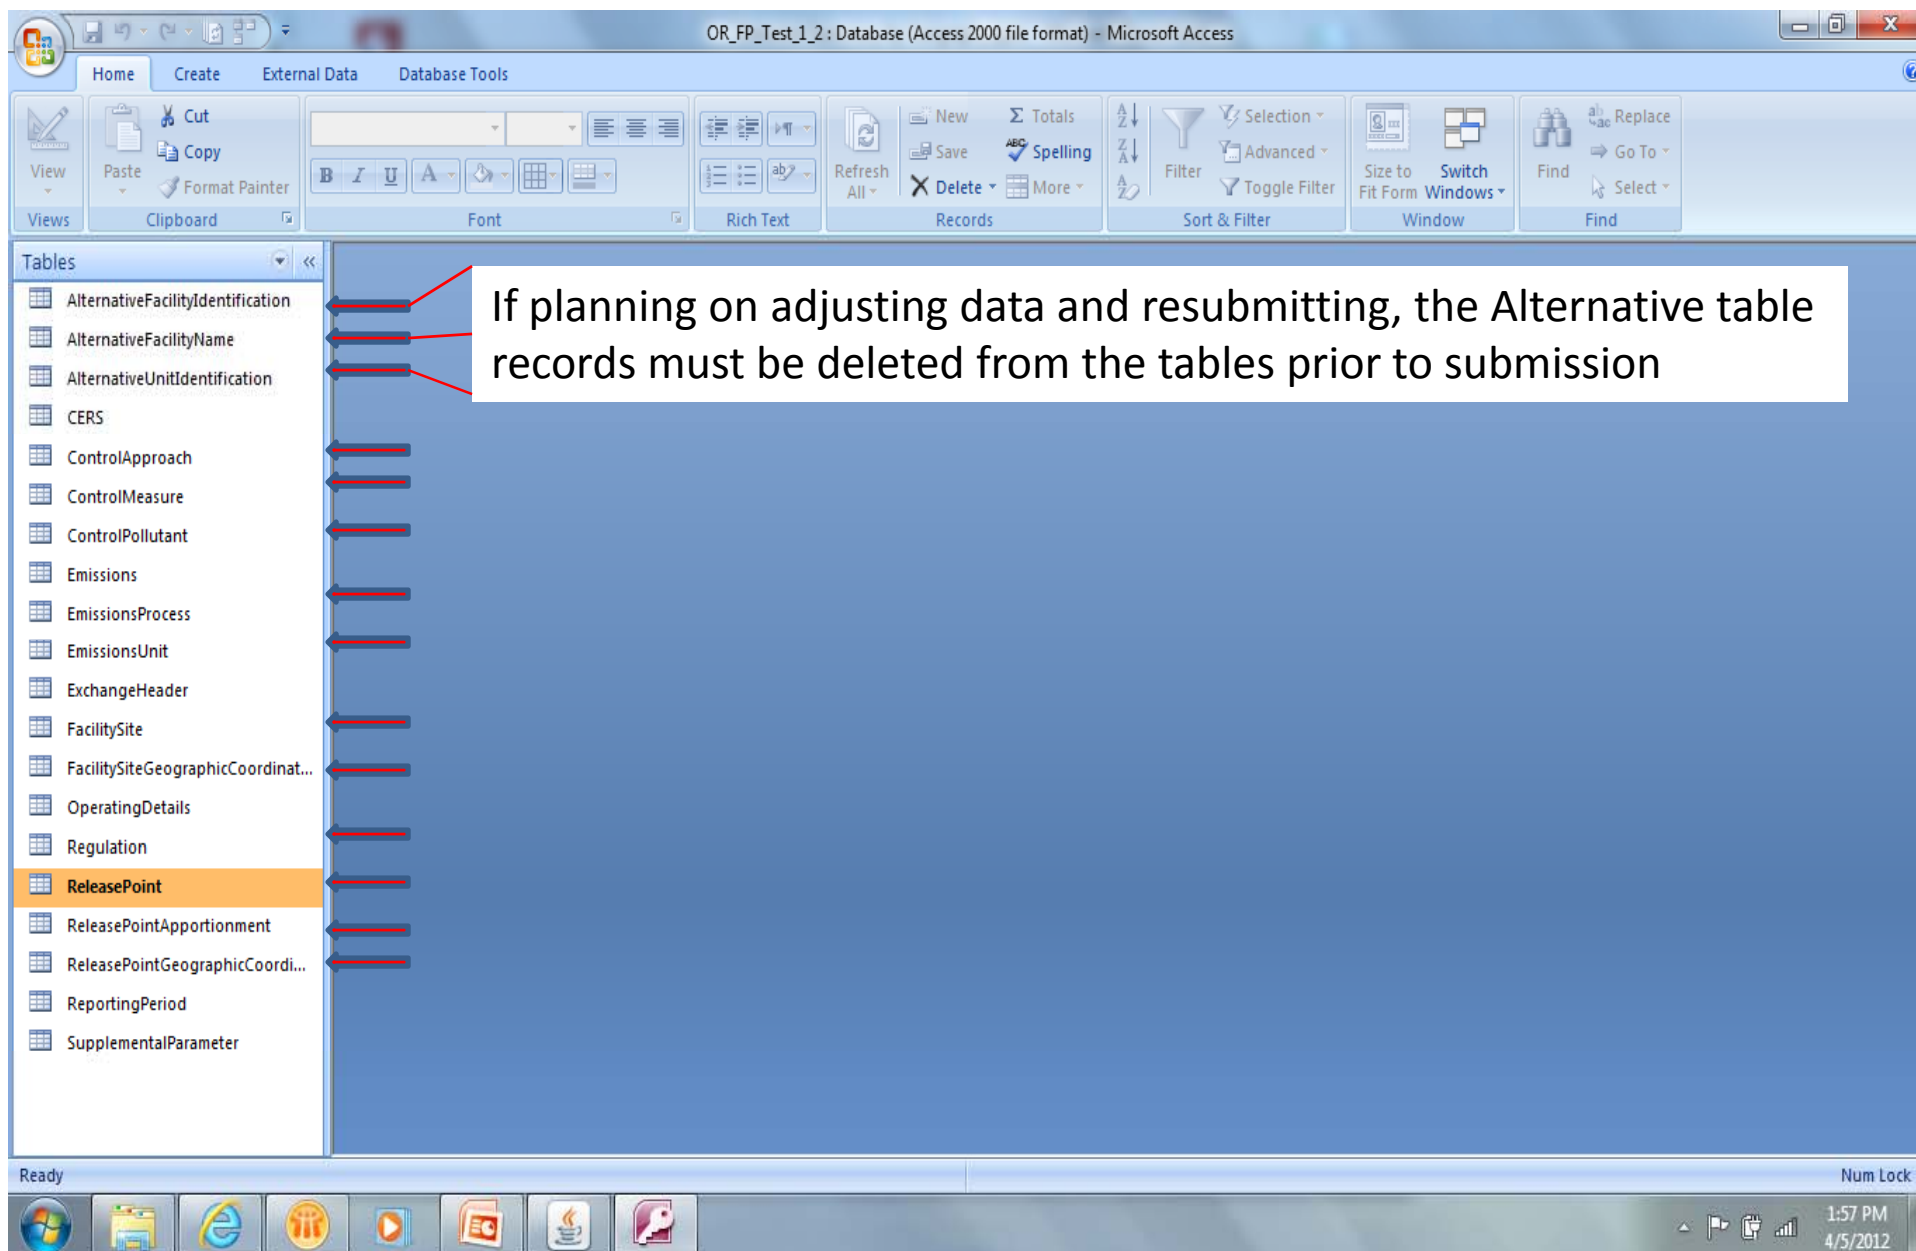 OR_FP_Test_1_2 : Database (Access 2000 file format) - Microsoft Access
Home Create External Data Database Tools
View
Views
Paste
Cut
Copy
Format Painter
Clipboard
B I U A
Font
Rich Text
Refresh All
New
Save
Delete
Σ Totals
ABC Spelling
More
Records
Filter
Selection
Advanced
Toggle Filter
Sort & Filter
Size to Fit Form
Switch Windows
Window
Find
Replace
Go To
Select
Find
Tables
AlternativeFacilityIdentification
AlternativeFacilityName
AlternativeUnitIdentification
CERS
ControlApproach
ControlMeasure
ControlPollutant
Emissions
EmissionsProcess
EmissionsUnit
ExchangeHeader
FacilitySite
FacilitySiteGeographicCoordinat...
OperatingDetails
Regulation
ReleasePoint
ReleasePointApportionment
ReleasePointGeographicCoordi...
ReportingPeriod
SupplementalParameter
If planning on adjusting data and resubmitting, the Alternative table
records must be deleted from the tables prior to submission
Ready
Num Lock
1:57 PM
4/5/2012